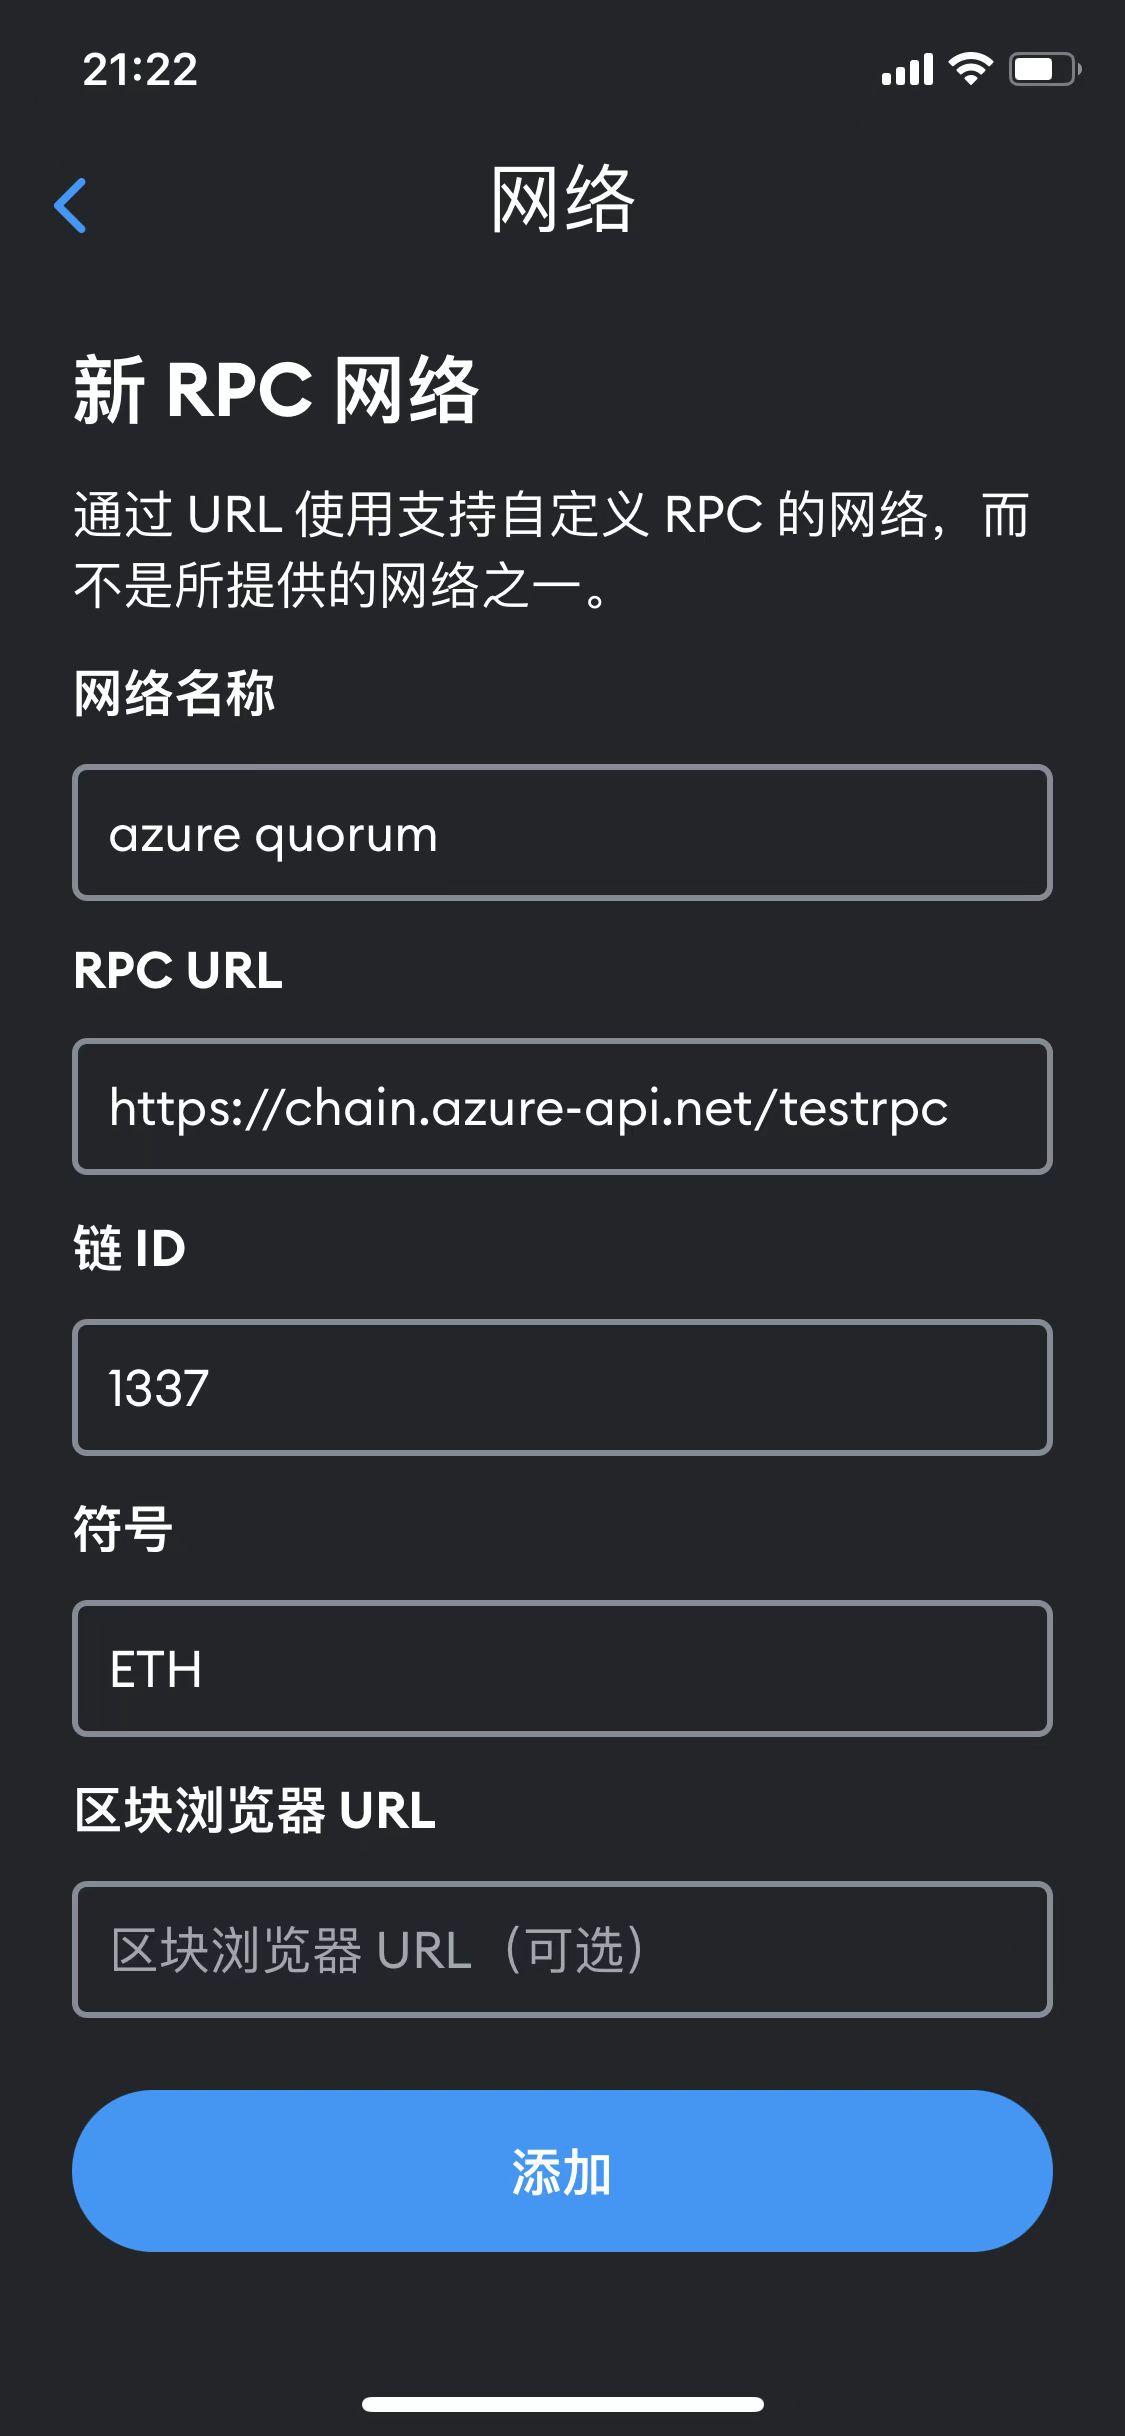 21:22
网络
新 RPC 网络
通过 URL 使用支持自定义 RPC 的网络，而
不是所提供的网络之一。
网络名称
azure quorum
RPC URL
https://chain.azure-api.net/testrpc
链 ID
1337
符号
ETH
区块浏览器 URL
区块浏览器 URL（可选）
添加